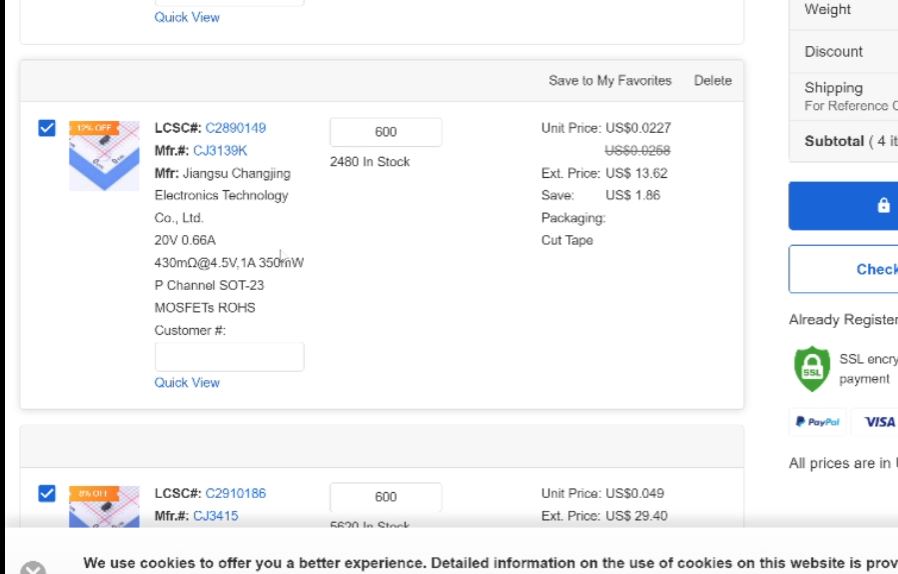 Quick View
Weight
Discount
Shipping
For Reference
Subtotal ( 4
Save to My Favorites Delete
12% OFF
LCSC#: C2890149
Mfr.#: CJ3139K
Mfr: Jiangsu Changjing
Electronics Technology
Co., Ltd.
20V 0.66A
430mΩ@4.5V,1A 350mW
P Channel SOT-23
MOSFETs ROHS
Customer #:
Quick View
600
2480 In Stock
Unit Price: US$0.0227
US$0.0258
Ext. Price: US$ 13.62
Save: US$ 1.86
Packaging:
Cut Tape
Check
Already Register
SSL
SSL encry
payment
PayPal VISA
All prices are in
8% OFF
LCSC#: C2910186
Mfr.#: CJ3415
600
5620 In Stock
Unit Price: US$0.049
Ext. Price: US$ 29.40
We use cookies to offer you a better experience. Detailed information on the use of cookies on this website is prov